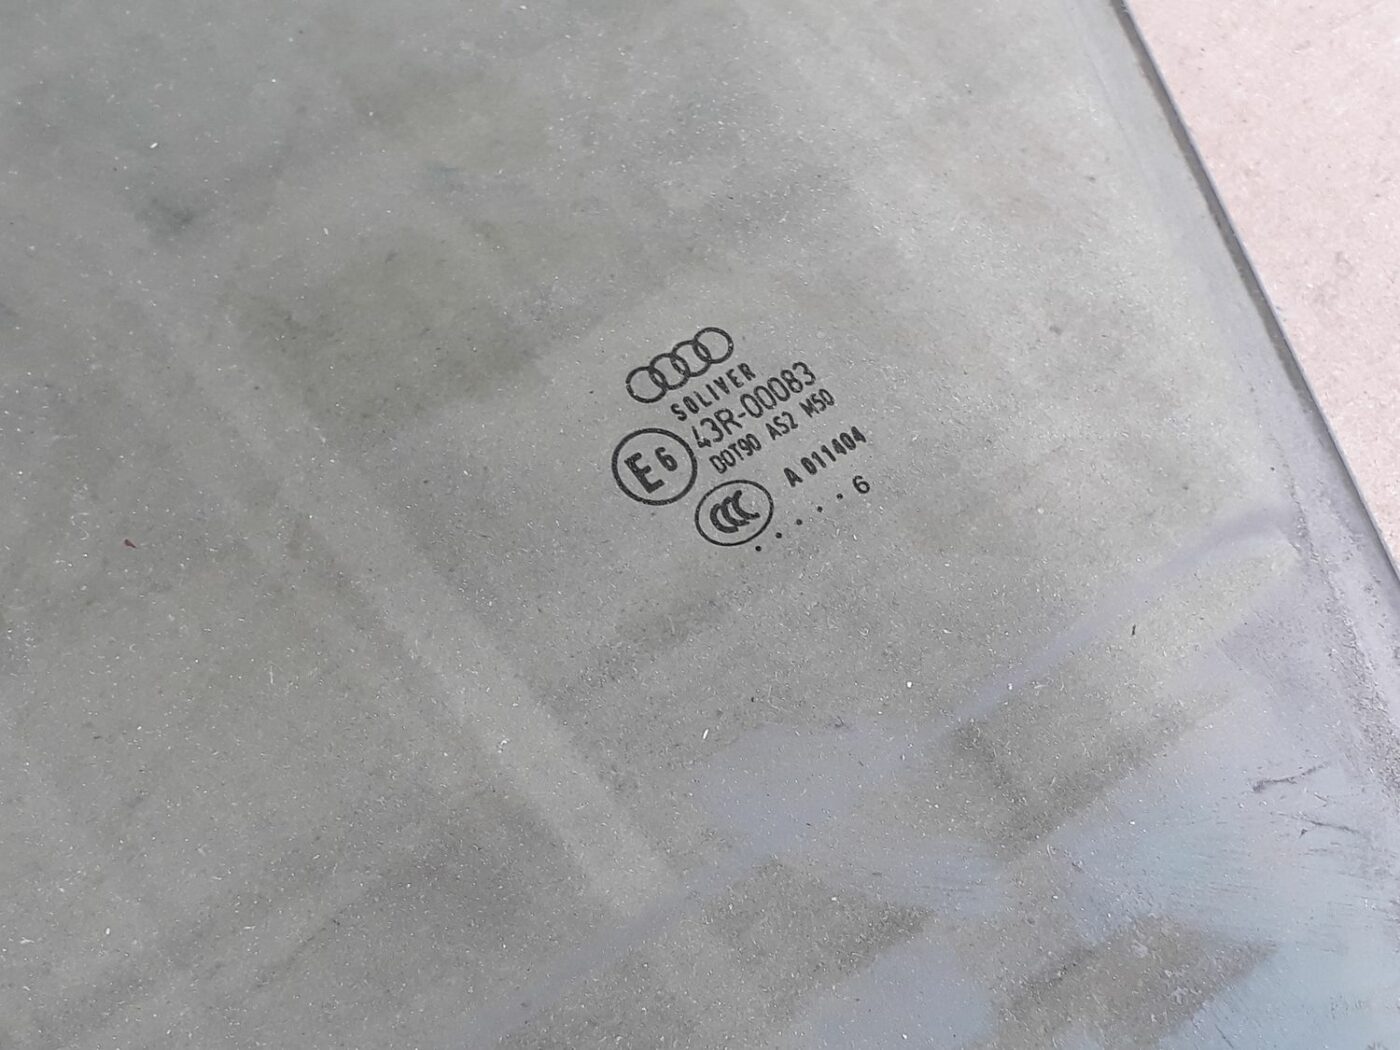 SOLIVER
43R-00083
E6
DOT90 AS2 M50
CCC
A 011404
.....6